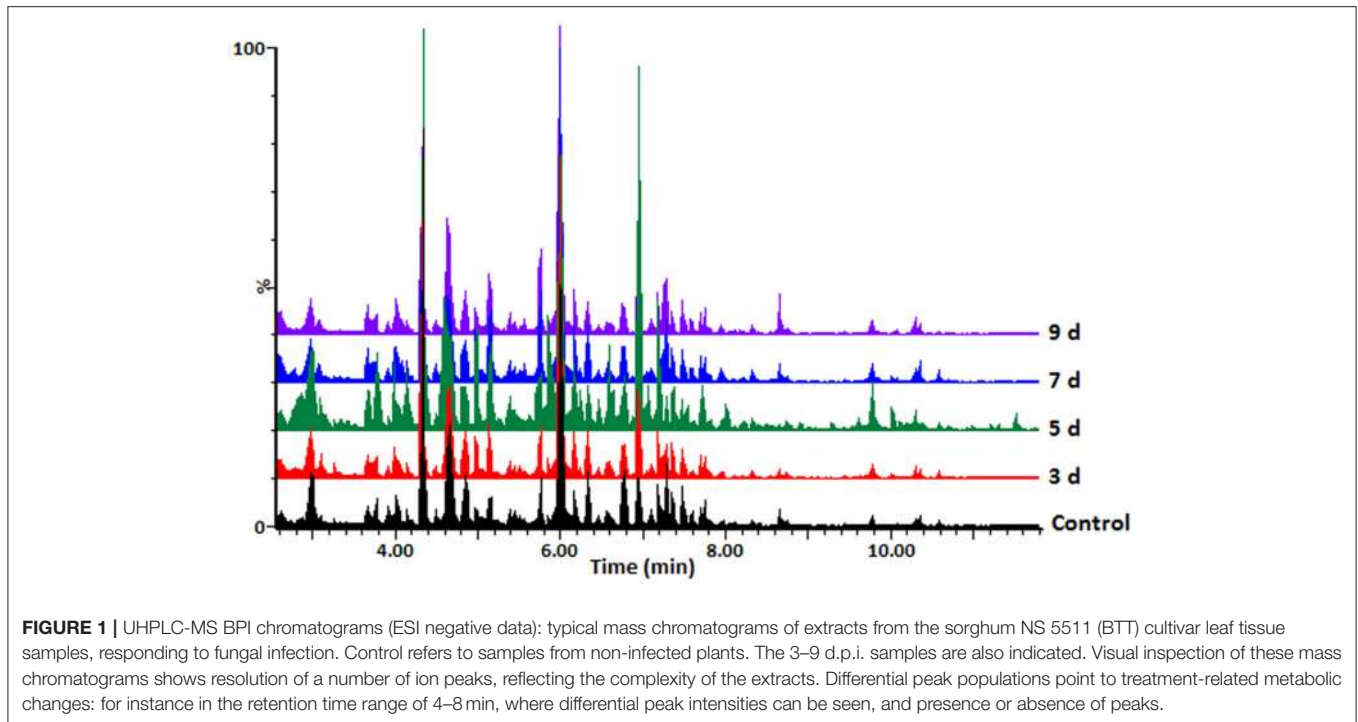 100
%
0
9 d
7 d
5 d
3 d
Control
4.00 6.00 8.00 10.00
Time (min)
FIGURE 1 | UHPLC-MS BPI chromatograms (ESI negative data): typical mass chromatograms of extracts from the sorghum NS 5511 (BTT) cultivar leaf tissue
samples, responding to fungal infection. Control refers to samples from non-infected plants. The 3–9 d.p.i. samples are also indicated. Visual inspection of these mass
chromatograms shows resolution of a number of ion peaks, reflecting the complexity of the extracts. Differential peak populations point to treatment-related metabolic
changes: for instance in the retention time range of 4–8 min, where differential peak intensities can be seen, and presence or absence of peaks.